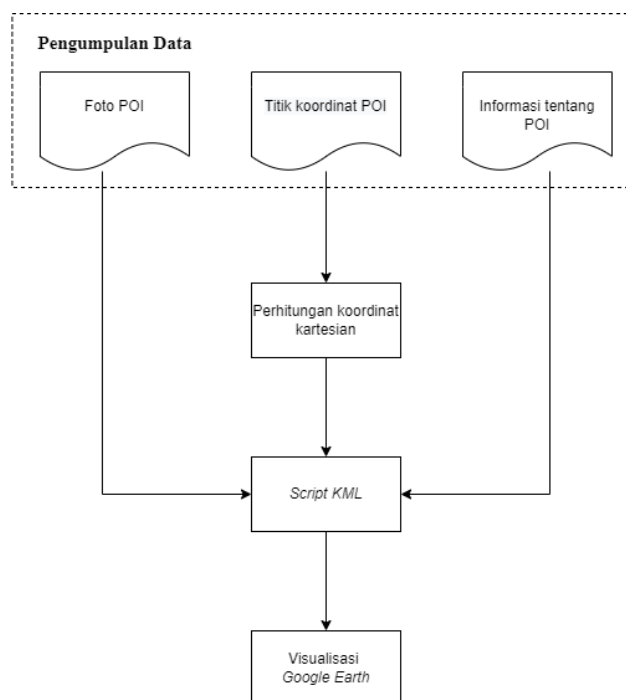 Pengumpulan Data
Foto POI
Titik koordinat POI
Informasi tentang
POI
Perhitungan koordinat
kartesian
Script KML
Visualisasi
Google Earth